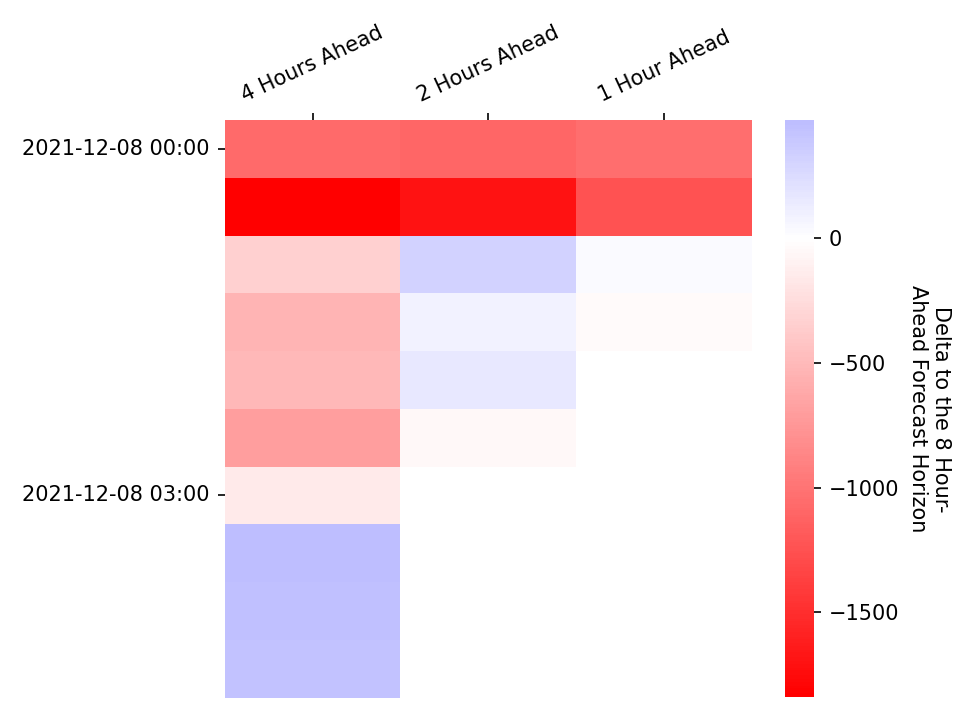 4 Hours Ahead
2 Hours Ahead
1 Hour Ahead
2021-12-08 00:00
2021-12-08 03:00
0
−500
−1000
−1500
Delta to the 8 Hour-
Ahead Forecast Horizon